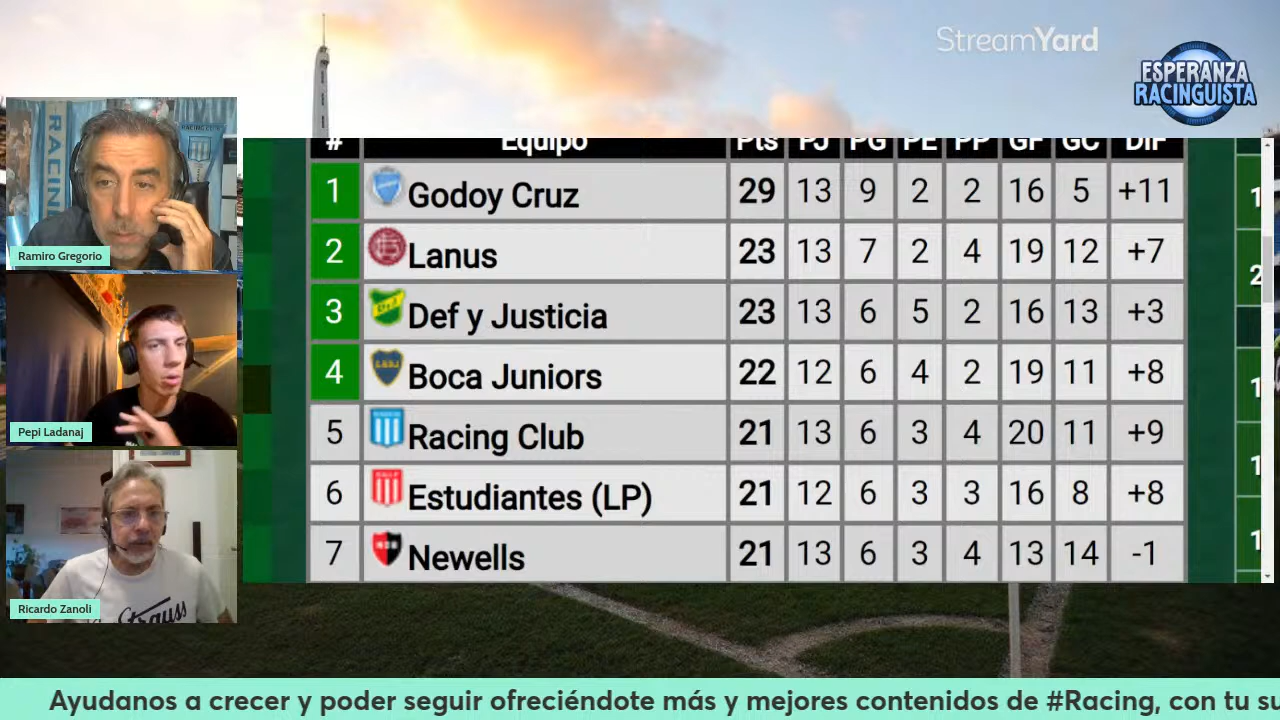 StreamYard
ESPERANZA
RACINGUISTA
RACING
Ramiro Gregorio
Pepi Ladanaj
Ricardo Zanoli
# Equipo Pts PJ PG PE PP GF GC DIF
1 Godoy Cruz 29 13 9 2 2 16 5 +11
2 Lanus 23 13 7 2 4 19 12 +7
3 Def y Justicia 23 13 6 5 2 16 13 +3
4 Boca Juniors 22 12 6 4 2 19 11 +8
5 Racing Club 21 13 6 3 4 20 11 +9
6 Estudiantes (LP) 21 12 6 3 3 16 8 +8
7 Newells 21 13 6 3 4 13 14 -1
Ayudanos a crecer y poder seguir ofreciéndote más y mejores contenidos de #Racing, con tu su